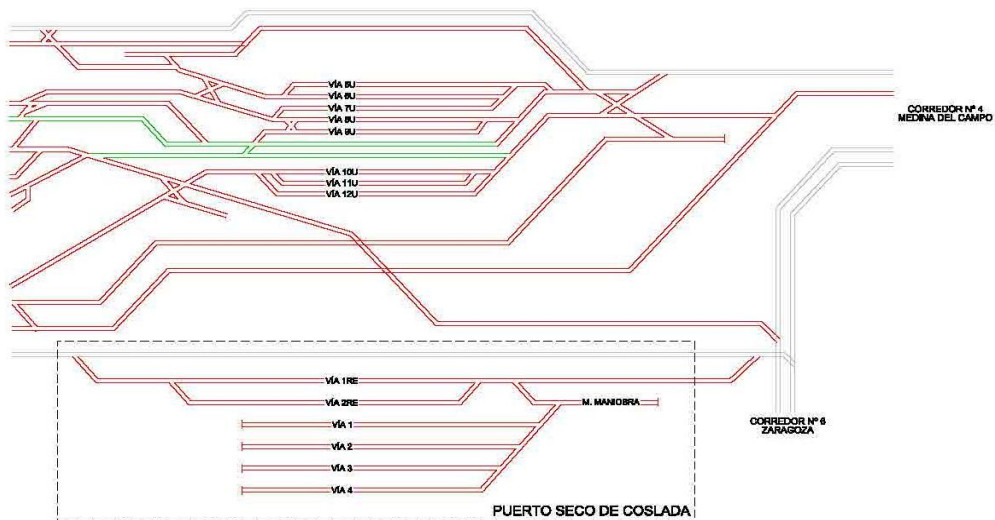 VÍA 5U
VÍA 6U
VÍA 7U
VÍA 8U
VÍA 9U
VÍA 10U
VÍA 11U
VÍA 12U
CORREDOR Nº 4
MEDINA DEL CAMPO
VÍA 1RE
VÍA 2RE
M. MANIOBRA
VÍA 1
VÍA 2
VÍA 3
VÍA 4
CORREDOR Nº 6
ZARAGOZA
PUERTO SECO DE COSLADA